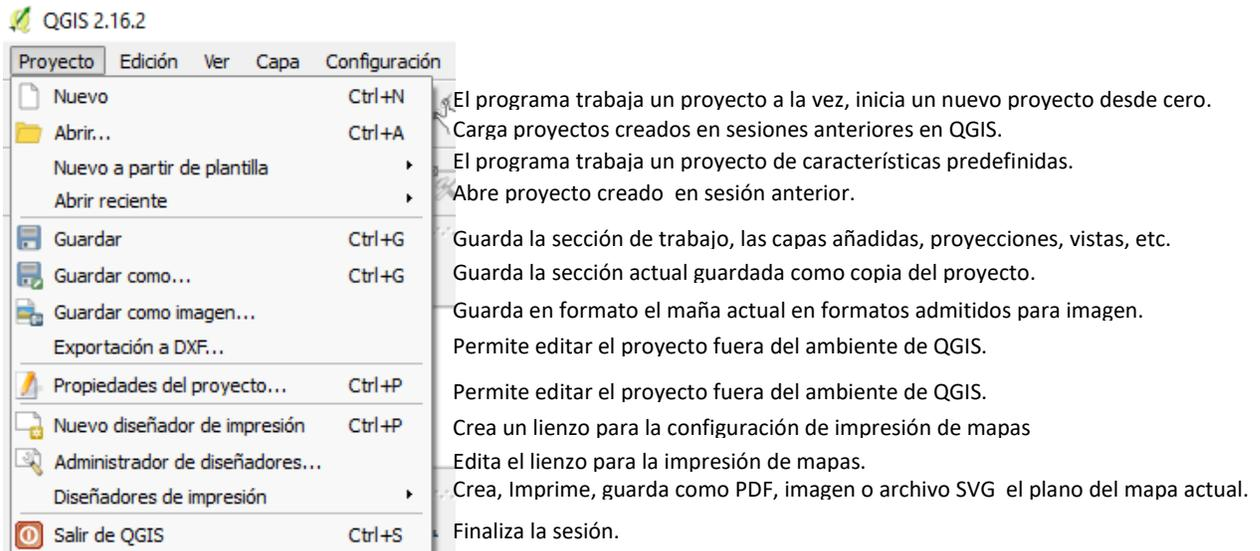 QGIS 2.16.2
Proyecto Edición Ver Capa Configuración
Nuevo Ctrl+N El programa trabaja un proyecto a la vez, inicia un nuevo proyecto desde cero.
Abrir... Ctrl+A Carga proyectos creados en sesiones anteriores en QGIS.
Nuevo a partir de plantilla El programa trabaja un proyecto de características predefinidas.
Abrir reciente Abre proyecto creado en sesión anterior.
Guardar Ctrl+G Guarda la sección de trabajo, las capas añadidas, proyecciones, vistas, etc.
Guardar como... Ctrl+G Guarda la sección actual guardada como copia del proyecto.
Guardar como imagen... Guarda en formato el maña actual en formatos admitidos para imagen.
Exportación a DXF... Permite editar el proyecto fuera del ambiente de QGIS.
Propiedades del proyecto... Ctrl+P Permite editar el proyecto fuera del ambiente de QGIS.
Nuevo diseñador de impresión Ctrl+P Crea un lienzo para la configuración de impresión de mapas
Administrador de diseñadores... Edita el lienzo para la impresión de mapas.
Diseñadores de impresión Crea, Imprime, guarda como PDF, imagen o archivo SVG el plano del mapa actual.
Salir de QGIS Ctrl+S Finaliza la sesión.